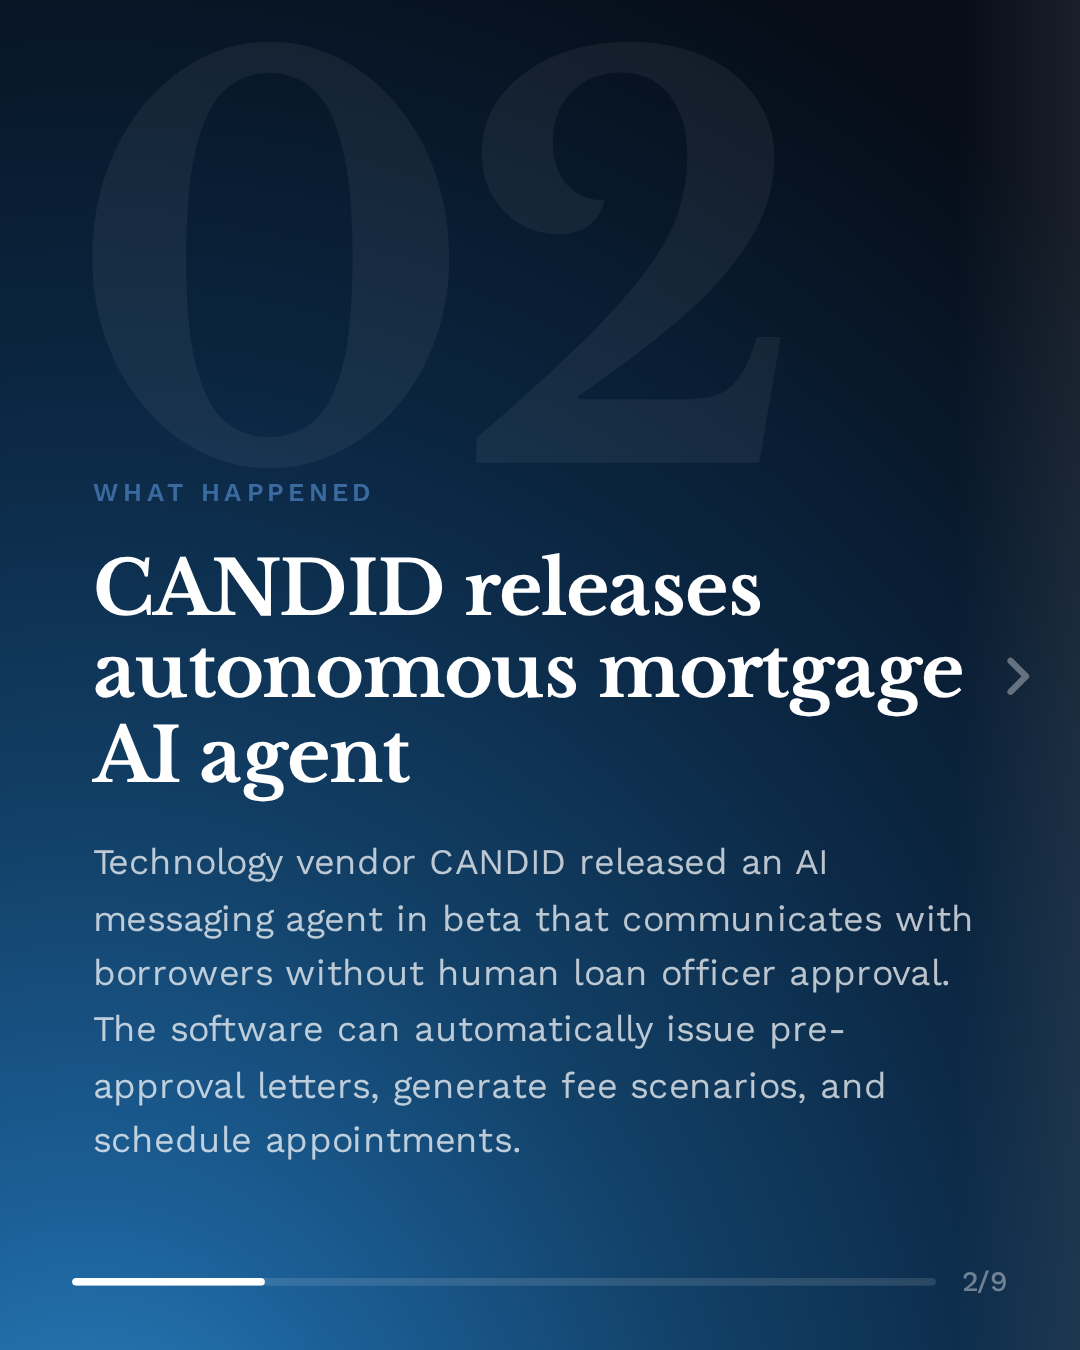 02
WHAT HAPPENED
CANDID releases
autonomous mortgage
AI agent
Technology vendor CANDID released an AI
messaging agent in beta that communicates with
borrowers without human loan officer approval.
The software can automatically issue pre-
approval letters, generate fee scenarios, and
schedule appointments.
2/9